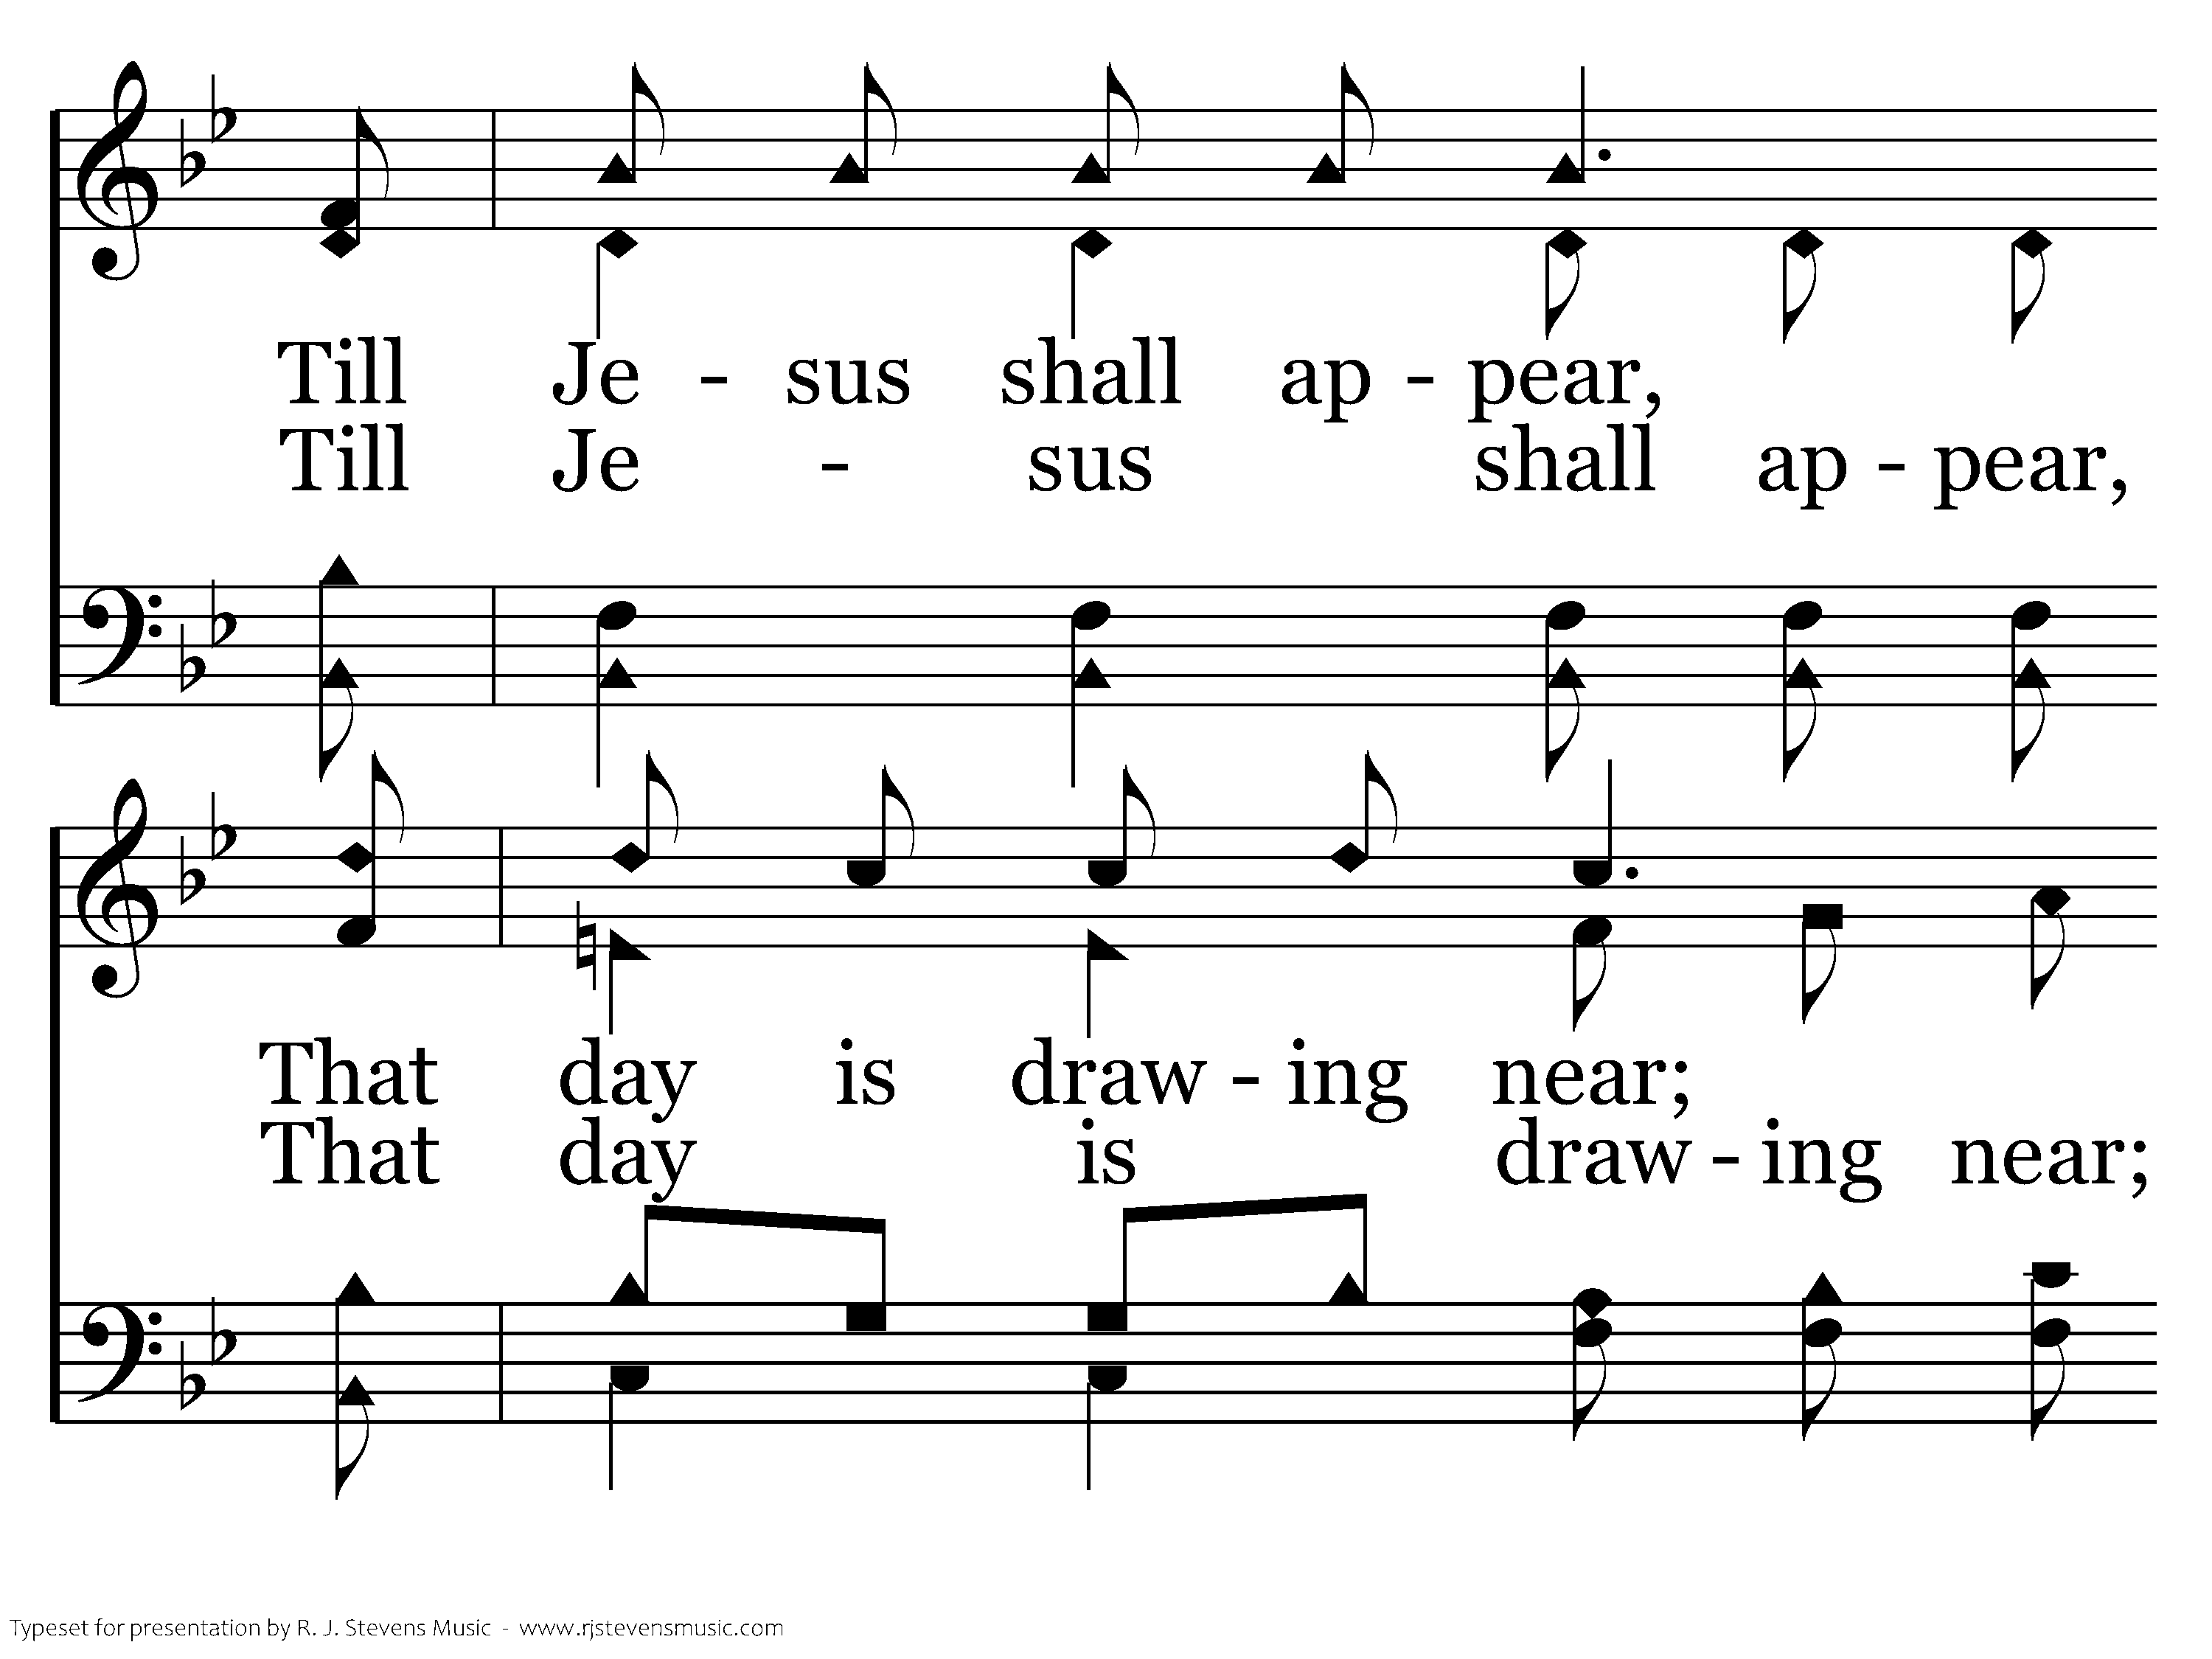 Till Je - sus shall ap - pear,
Till Je - sus shall ap - pear,
That day is draw - ing near;
That day is draw - ing near;
Typeset for presentation by R. J. Stevens Music - www.rjstevensmusic.com